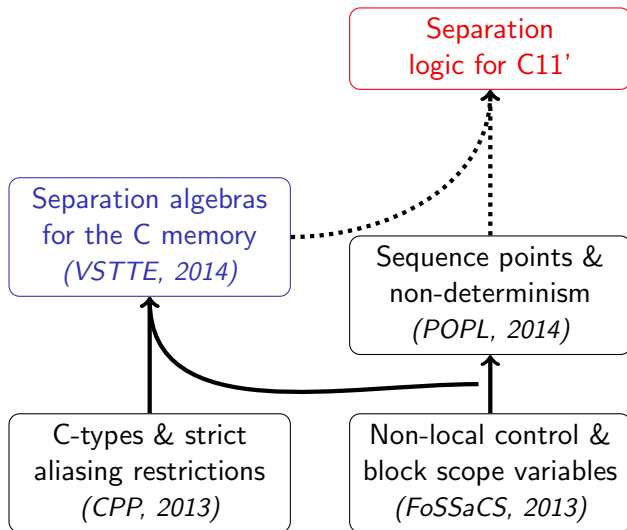 Separation
logic for C11'
Separation algebras
for the C memory
(VSTTE, 2014)
Sequence points &
non-determinism
(POPL, 2014)
C-types & strict
aliasing restrictions
(CPP, 2013)
Non-local control &
block scope variables
(FoSSaCS, 2013)